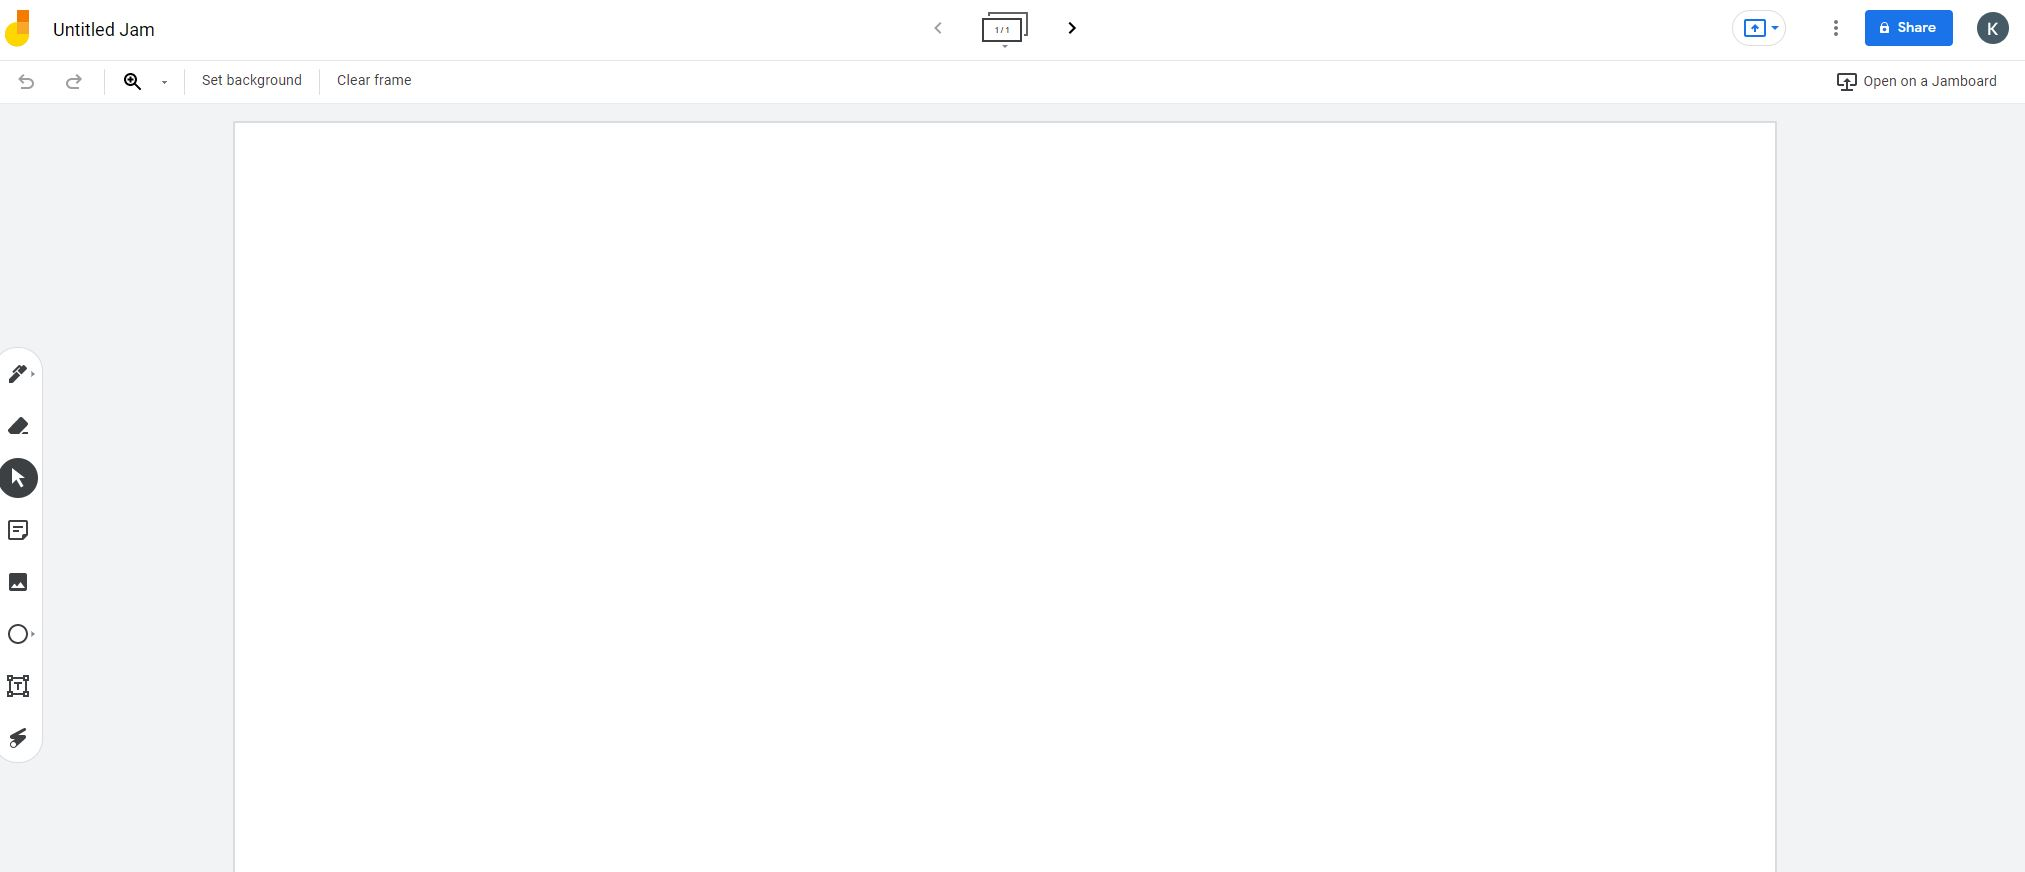 Untitled Jam
1 / 1
Share
K
Set background
Clear frame
Open on a Jamboard